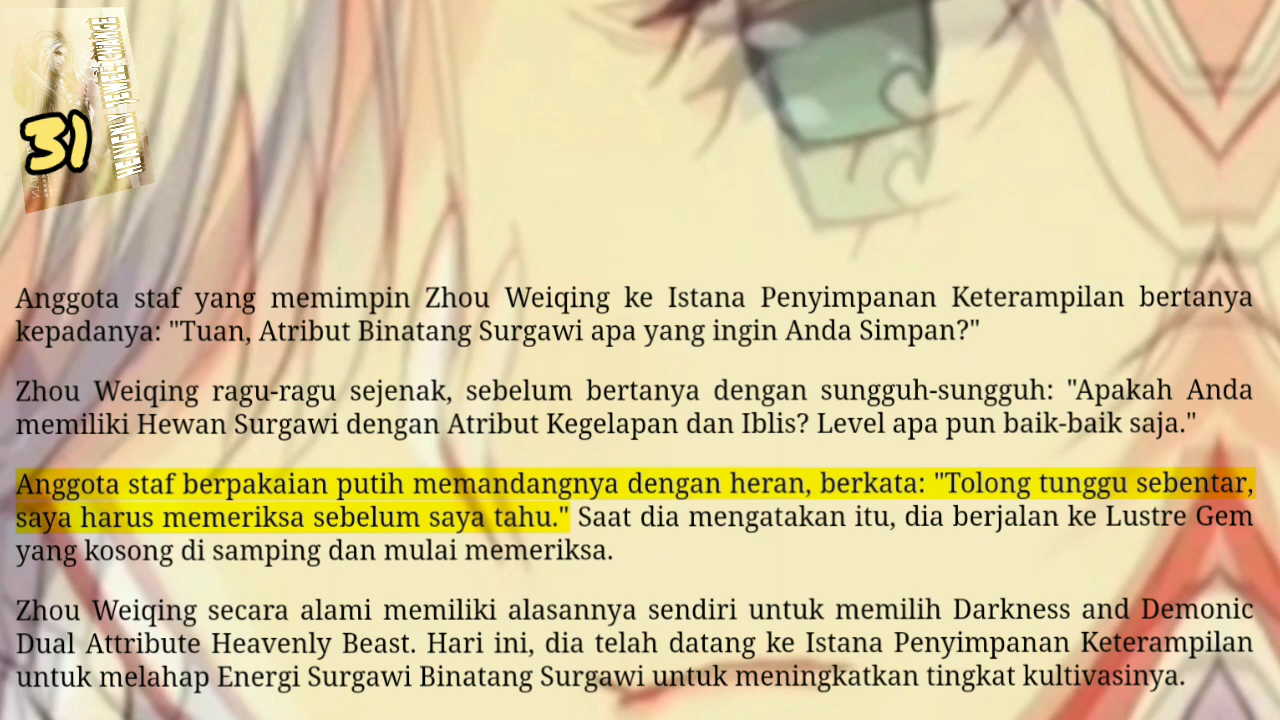 HEAVENLY JEWEL CHANGE
31
Anggota staf yang memimpin Zhou Weiqing ke Istana Penyimpanan Keterampilan bertanya
kepadanya: "Tuan, Atribut Binatang Surgawi apa yang ingin Anda Simpan?"
Zhou Weiqing ragu-ragu sejenak, sebelum bertanya dengan sungguh-sungguh: "Apakah Anda
memiliki Hewan Surgawi dengan Atribut Kegelapan dan Iblis? Level apa pun baik-baik saja."
Anggota staf berpakaian putih memandangnya dengan heran, berkata: "Tolong tunggu sebentar,
saya harus memeriksa sebelum saya tahu." Saat dia mengatakan itu, dia berjalan ke Lustre Gem
yang kosong di samping dan mulai memeriksa.
Zhou Weiqing secara alami memiliki alasannya sendiri untuk memilih Darkness and Demonic
Dual Attribute Heavenly Beast. Hari ini, dia telah datang ke Istana Penyimpanan Keterampilan
untuk melahap Energi Surgawi Binatang Surgawi untuk meningkatkan tingkat kultivasinya.